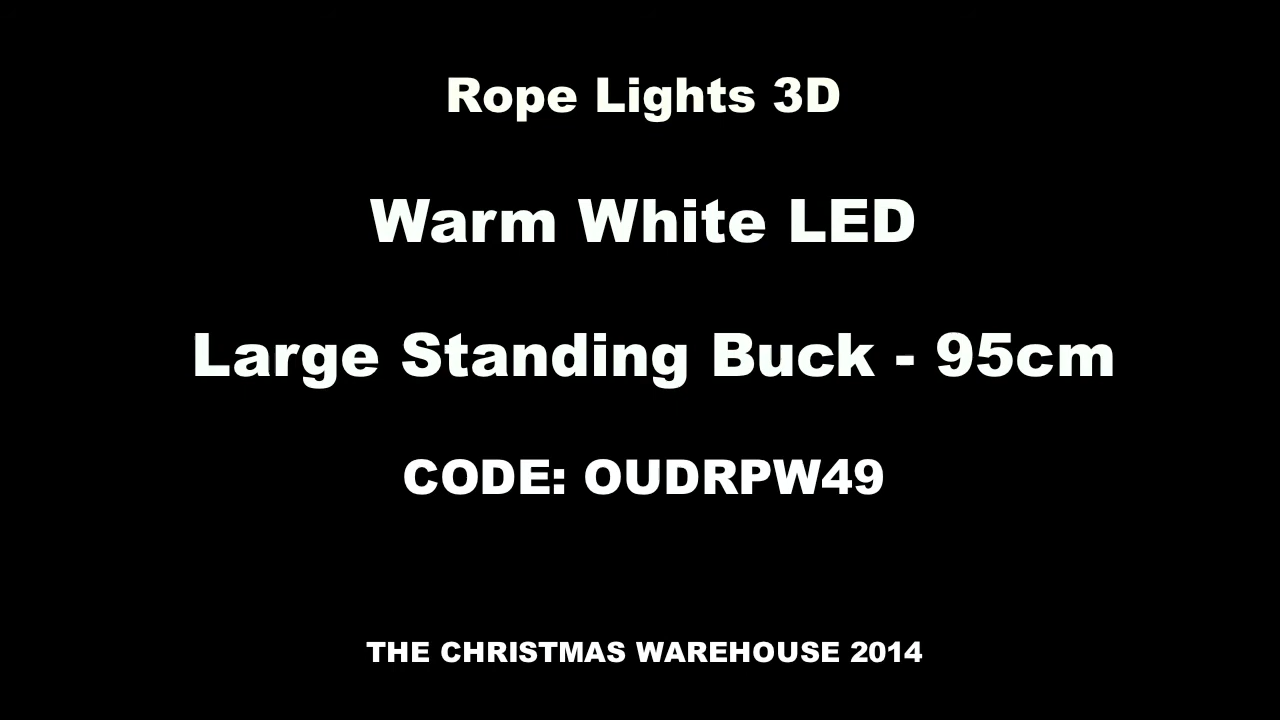 Rope Lights 3D
Warm White LED
Large Standing Buck - 95cm
CODE: OUDRPW49
THE CHRISTMAS WAREHOUSE 2014